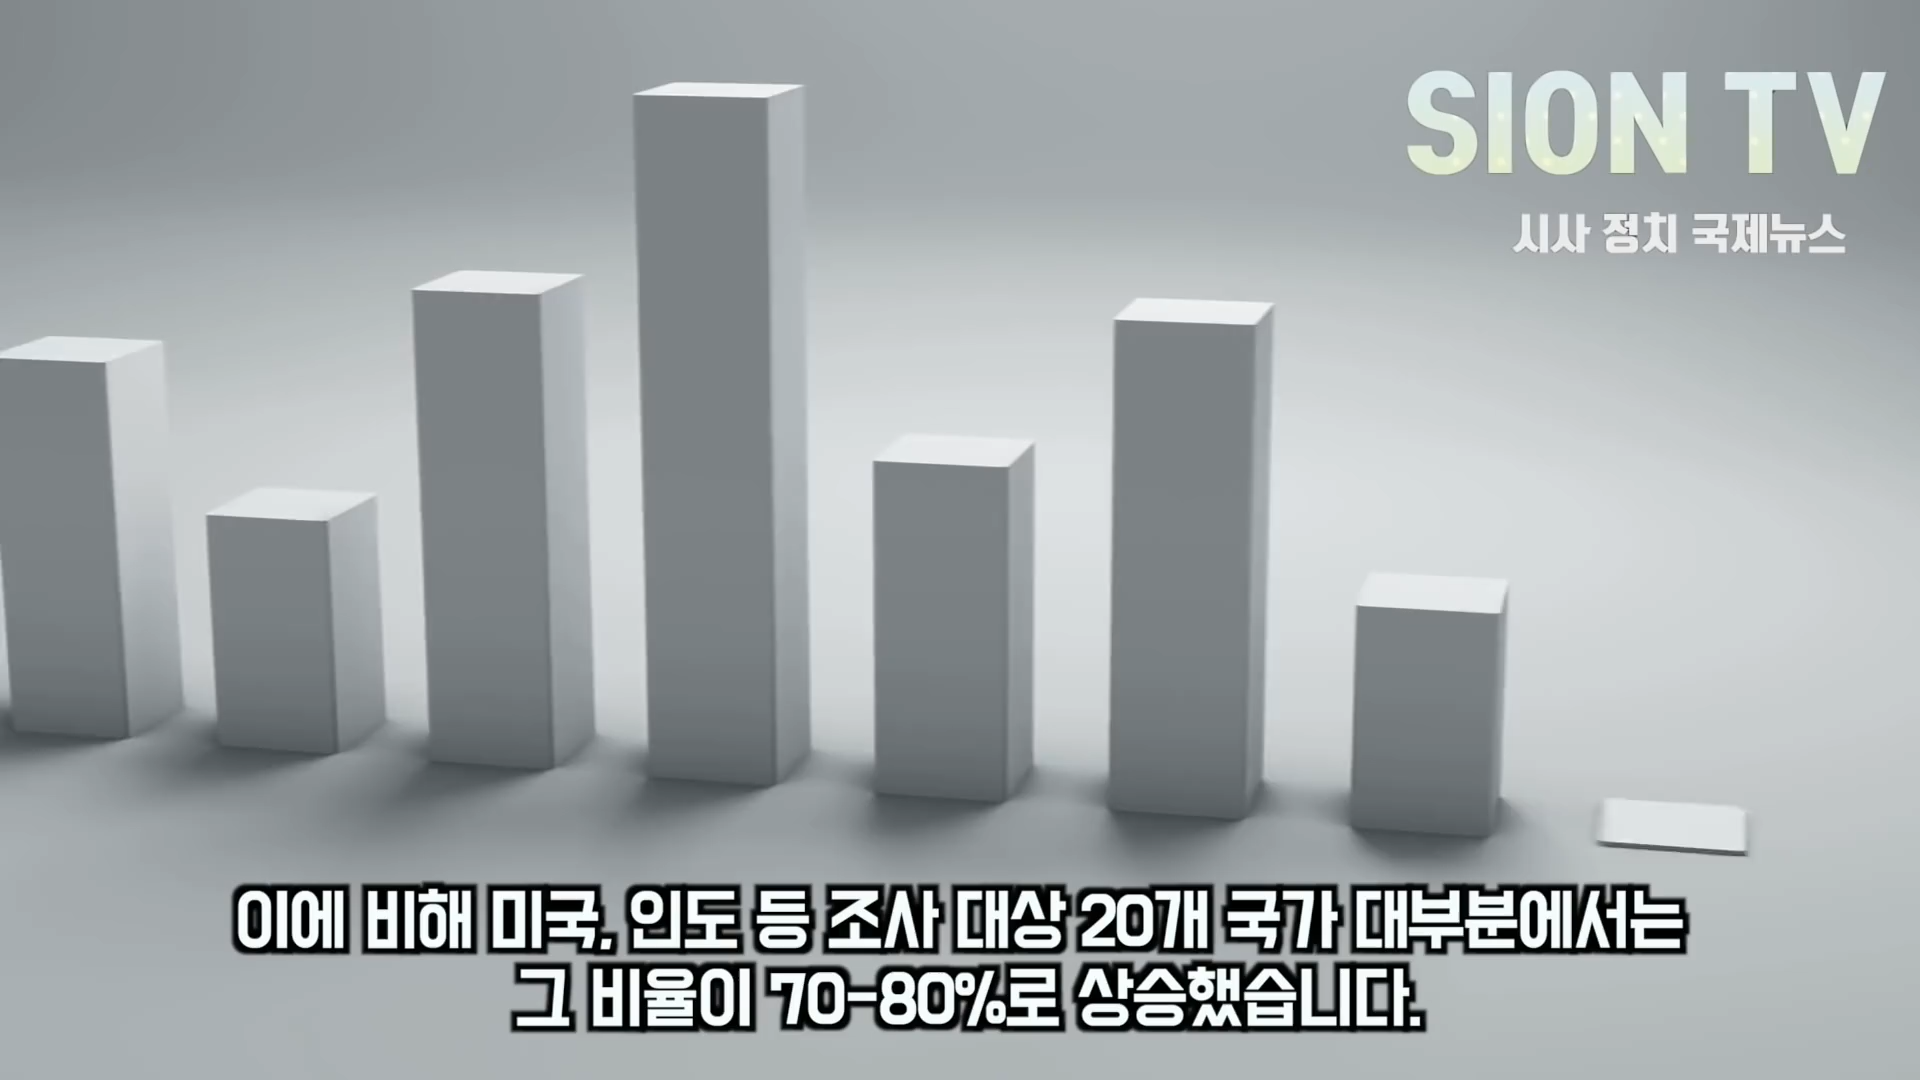 SION TV
시사 정치 국제뉴스
이에 비해 미국, 인도 등 조사 대상 20개 국가 대부분에서는
그 비율이 70-80%로 상승했습니다.